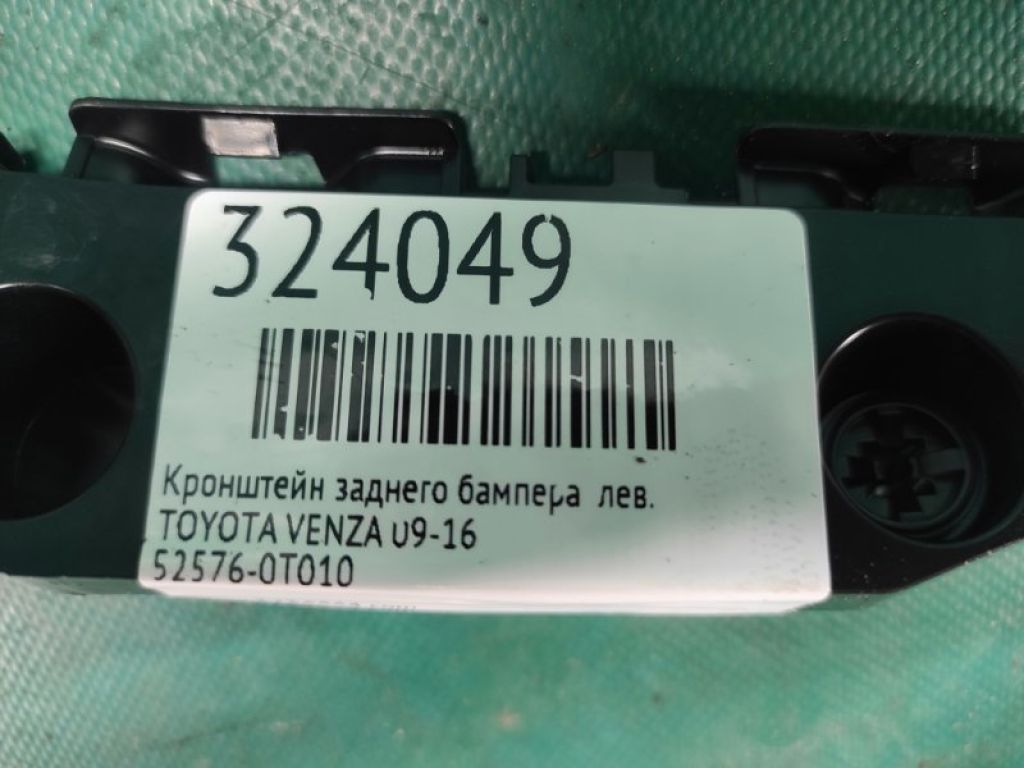 324049
Кронштейн заднего бампера лев.
TOYOTA VENZA 09-16
52576-0T010